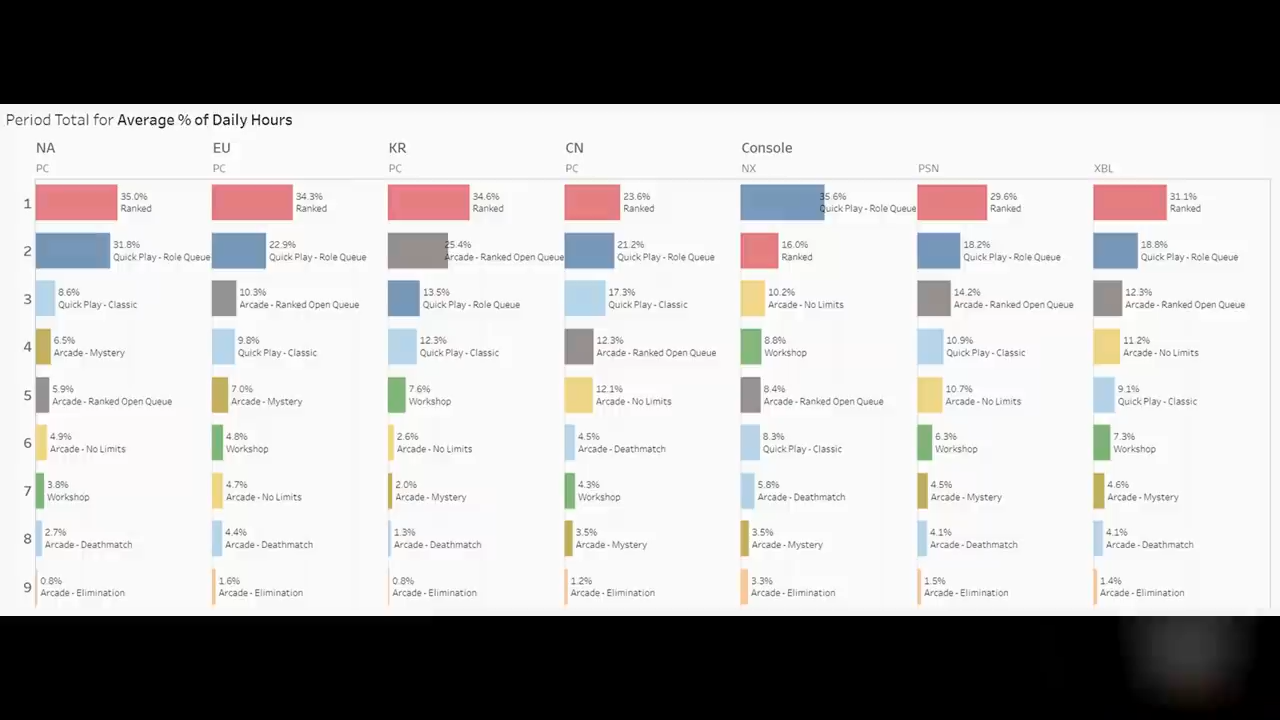 Period Total for Average % of Daily Hours
NA EU KR CN Console
PC PC PC PC NX PSN XBL
1 35.0% 34.3% 34.6% 23.6% 35.6% 29.6% 31.1%
Ranked Ranked Ranked Ranked Quick Play - Role Queue Ranked Ranked
2 31.8% 22.9% 25.4% 21.2% 16.0% 18.2% 18.8%
Quick Play - Role Queue Quick Play - Role Queue Arcade - Ranked Open Queue Quick Play - Role Queue Ranked Quick Play - Role Queue Quick Play - Role Queue
3 8.6% 10.3% 13.5% 17.3% 10.2% 14.2% 12.3%
Quick Play - Classic Arcade - Ranked Open Queue Quick Play - Role Queue Quick Play - Classic Arcade - No Limits Arcade - Ranked Open Queue Arcade - Ranked Open Queue
4 6.5% 9.8% 12.3% 12.3% 8.8% 10.9% 11.2%
Arcade - Mystery Quick Play - Classic Quick Play - Classic Arcade - Ranked Open Queue Workshop Quick Play - Classic Arcade - No Limits
5 5.9% 7.0% 7.6% 12.1% 8.4% 10.7% 9.1%
Arcade - Ranked Open Queue Arcade - Mystery Workshop Arcade - No Limits Arcade - Ranked Open Queue Arcade - No Limits Quick Play - Classic
6 4.9% 4.8% 2.6% 4.5% 8.3% 6.3% 7.3%
Arcade - No Limits Workshop Arcade - No Limits Arcade - Deathmatch Quick Play - Classic Workshop Workshop
7 3.8% 4.7% 2.0% 4.3% 5.8% 4.5% 4.6%
Workshop Arcade - No Limits Arcade - Mystery Workshop Arcade - Deathmatch Arcade - Mystery Arcade - Mystery
8 2.7% 4.4% 1.3% 3.5% 3.5% 4.1% 4.1%
Arcade - Deathmatch Arcade - Deathmatch Arcade - Deathmatch Arcade - Mystery Arcade - Mystery Arcade - Deathmatch Arcade - Deathmatch
9 0.8% 1.6% 0.8% 1.2% 3.3% 1.5% 1.4%
Arcade - Elimination Arcade - Elimination Arcade - Elimination Arcade - Elimination Arcade - Elimination Arcade - Elimination Arcade - Elimination